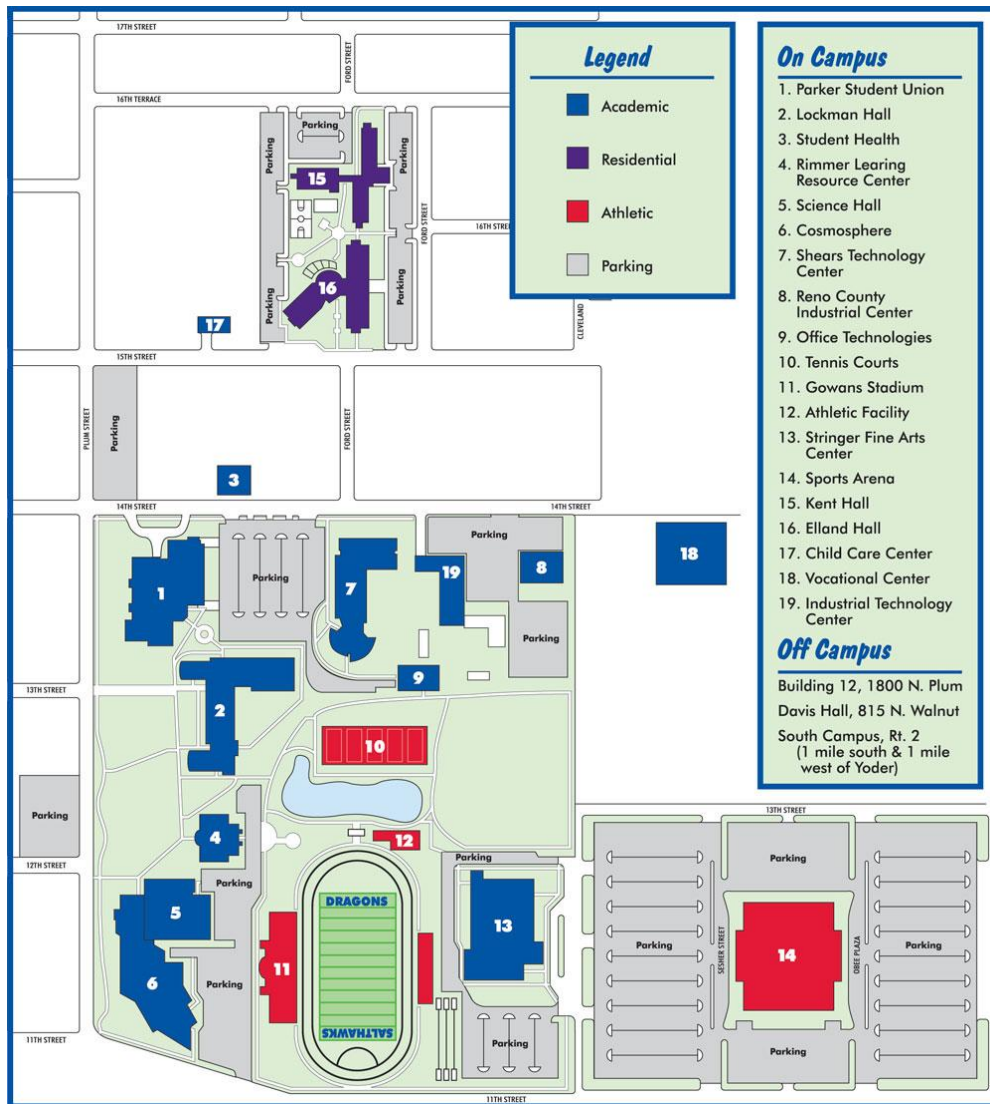 17TH STREET
FORD STREET
16TH TERRACE
Parking
Parking
Parking
15
FORD STREET
16TH STREET
16
Parking
Parking
CLEVELAND
17
15TH STREET
PLUM STREET
Parking
FORD STREET
3
14TH STREET
14TH STREET
Parking
1
Parking
7
19
8
18
Parking
9
13TH STREET
2
10
Parking
12TH STREET
4
12
Parking
Parking
13TH STREET
5
DRAGONS
13
6
11
Parking
SALTHAWKS
Parking
11TH STREET
11TH STREET
Parking
Parking
SESHER STREET
14
OBEE PLAZA
Parking
Parking
Legend
Academic
Residential
Athletic
Parking
On Campus
1. Parker Student Union
2. Lockman Hall
3. Student Health
4. Rimmer Learing
Resource Center
5. Science Hall
6. Cosmosphere
7. Shears Technology
Center
8. Reno County
Industrial Center
9. Office Technologies
10. Tennis Courts
11. Gowans Stadium
12. Athletic Facility
13. Stringer Fine Arts
Center
14. Sports Arena
15. Kent Hall
16. Elland Hall
17. Child Care Center
18. Vocational Center
19. Industrial Technology
Center
Off Campus
Building 12, 1800 N. Plum
Davis Hall, 815 N. Walnut
South Campus, Rt. 2
(1 mile south & 1 mile
west of Yoder)